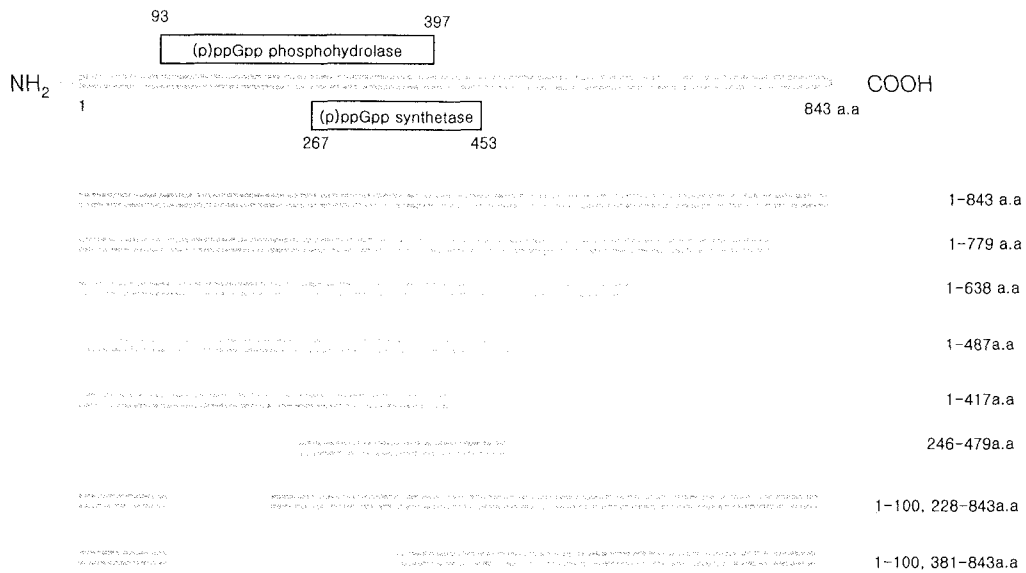 93 397
(p)ppGpp phosphohydrolase
NH2 COOH
1 843 a.a
(p)ppGpp synthetase
267 453
1-843 a.a
1-779 a.a
1-638 a.a
1-487a.a
1-417a.a
246-479a.a
1-100, 228-843a.a
1-100, 381-843a.a